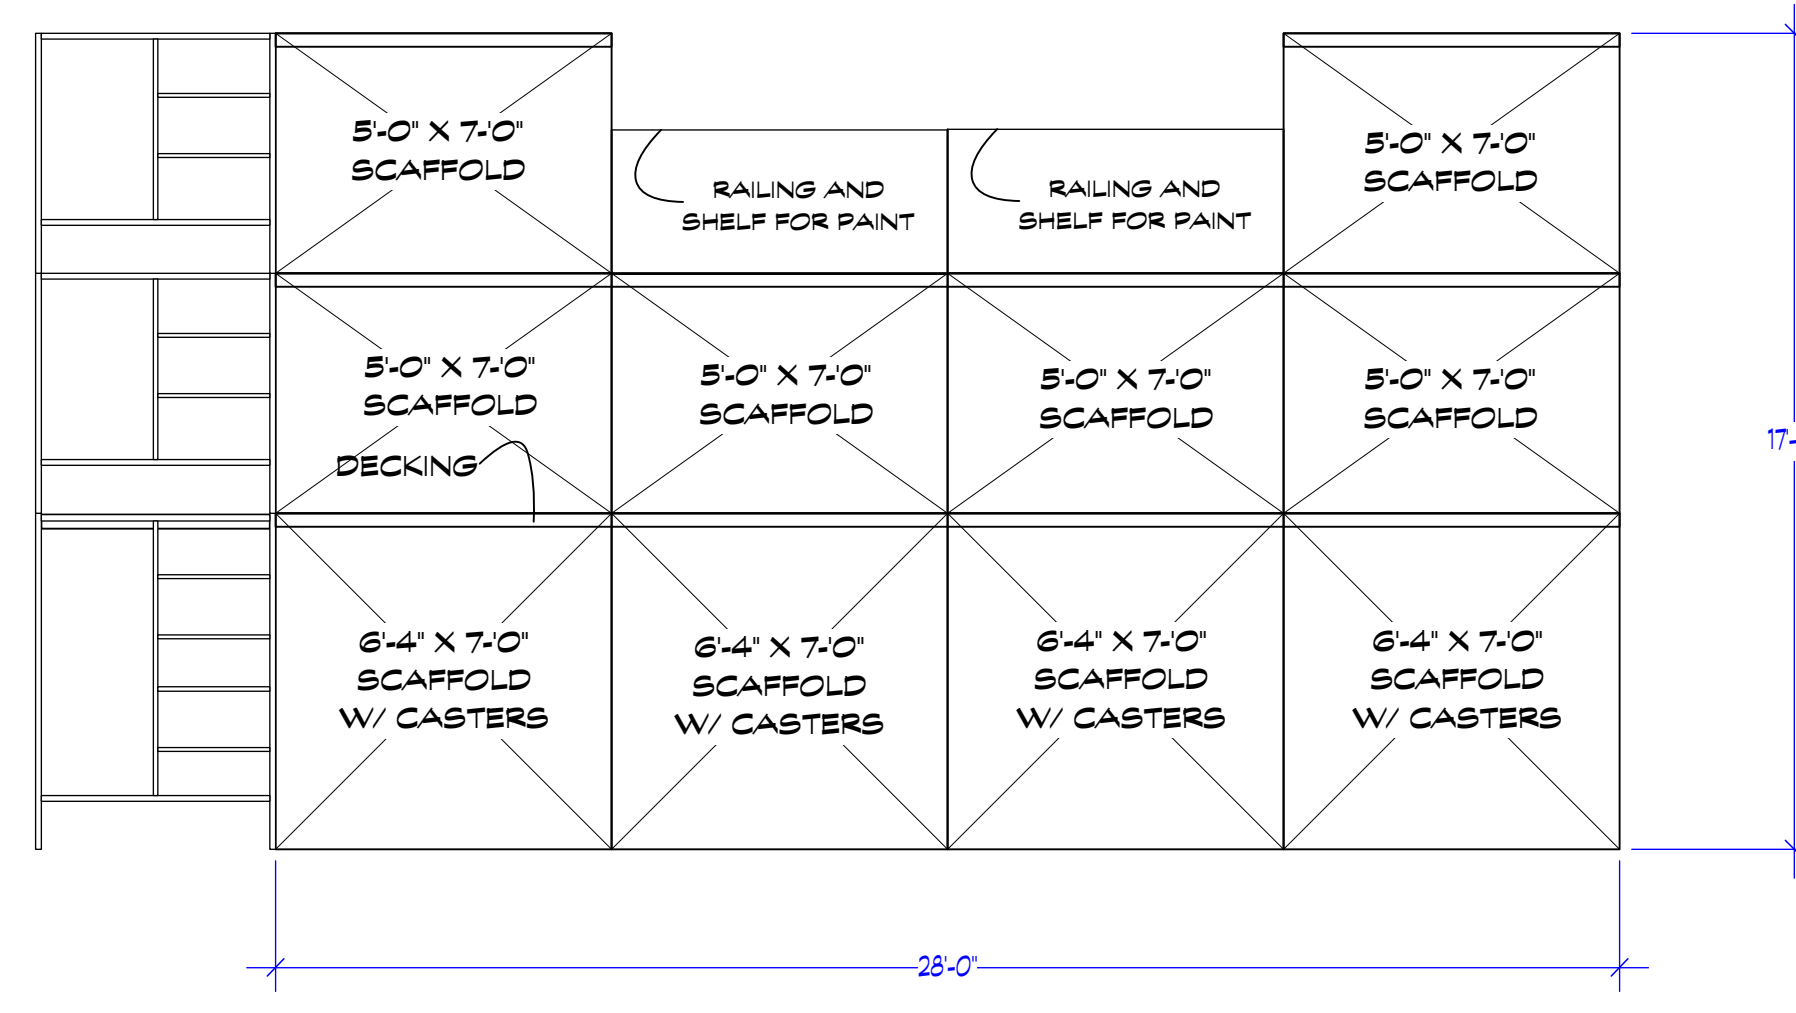 5'-0" X 7'-0"
SCAFFOLD
5'-0" X 7'-0"
SCAFFOLD
RAILING AND
SHELF FOR PAINT
RAILING AND
SHELF FOR PAINT
5'-0" X 7'-0"
SCAFFOLD
DECKING
5'-0" X 7'-0"
SCAFFOLD
5'-0" X 7'-0"
SCAFFOLD
5'-0" X 7'-0"
SCAFFOLD
17'-
6'-4" X 7'-0"
SCAFFOLD
W/ CASTERS
6'-4" X 7'-0"
SCAFFOLD
W/ CASTERS
6'-4" X 7'-0"
SCAFFOLD
W/ CASTERS
6'-4" X 7'-0"
SCAFFOLD
W/ CASTERS
28'-0"